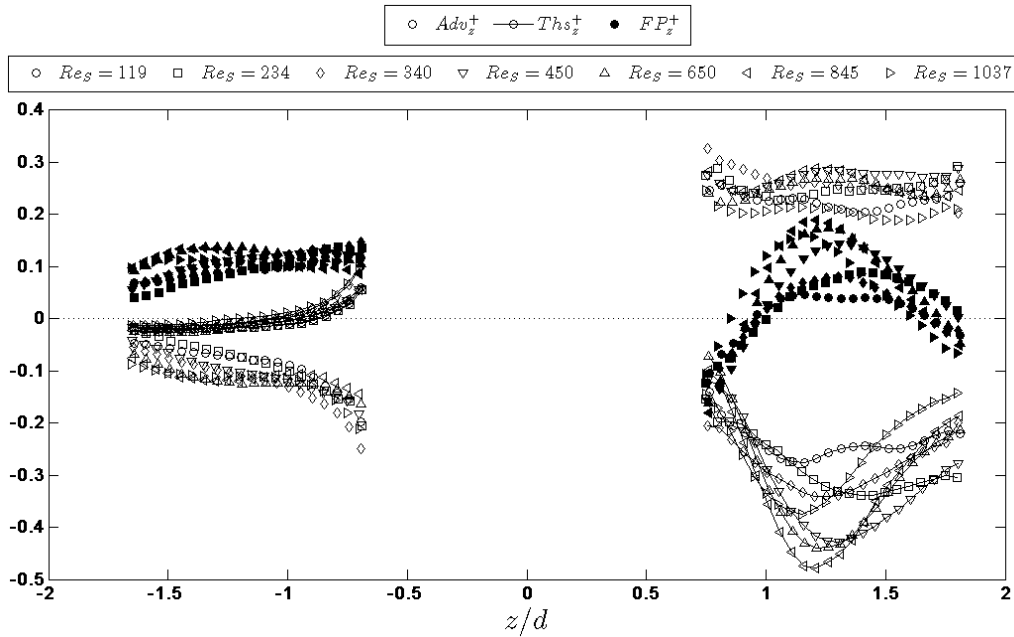 Adv_z^+ Ths_z^+ FP_z^+
Re_S = 119 Re_S = 234 Re_S = 340 Re_S = 450 Re_S = 650 Re_S = 845 Re_S = 1037
0.4
0.3
0.2
0.1
0
-0.1
-0.2
-0.3
-0.4
-0.5
-2 -1.5 -1 -0.5 0 0.5 1 1.5 2
z/d